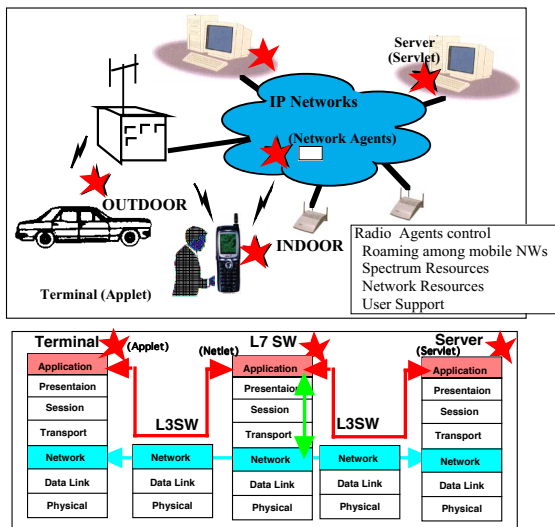 Server
(Servlet)
IP Networks
(Network Agents)
OUTDOOR
INDOOR
Terminal (Applet)
Radio Agents control
Roaming among mobile NWs
Spectrum Resources
Network Resources
User Support
Terminal
(Applet)
(Netlet)
L7 SW
Server
(Servlet)
Application
Application
Application
Presentaion
Presentaion
Presentaion
Session
Session
Session
L3SW
L3SW
Transport
Transport
Transport
Network
Network
Network
Network
Network
Data Link
Data Link
Data Link
Data Link
Data Link
Physical
Physical
Physical
Physical
Physical